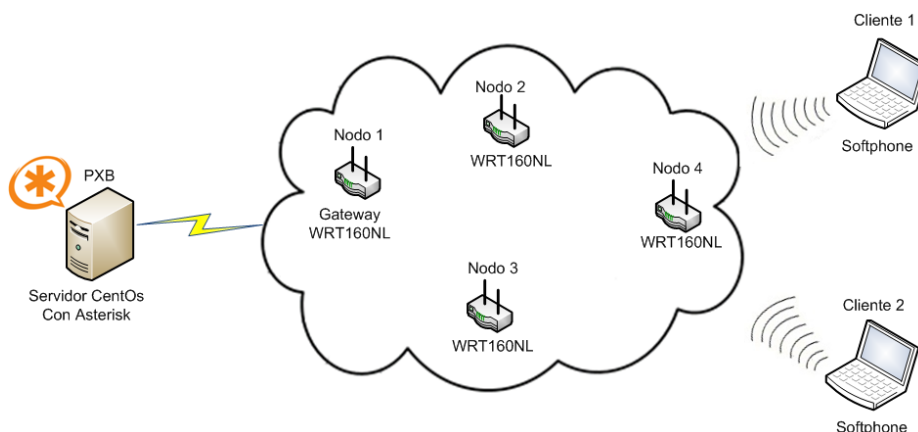 PXB
Servidor CentOs
Con Asterisk
Nodo 1
Gateway
WRT160NL
Nodo 2
WRT160NL
Nodo 3
WRT160NL
Nodo 4
WRT160NL
Cliente 1
Softphone
Cliente 2
Softphone